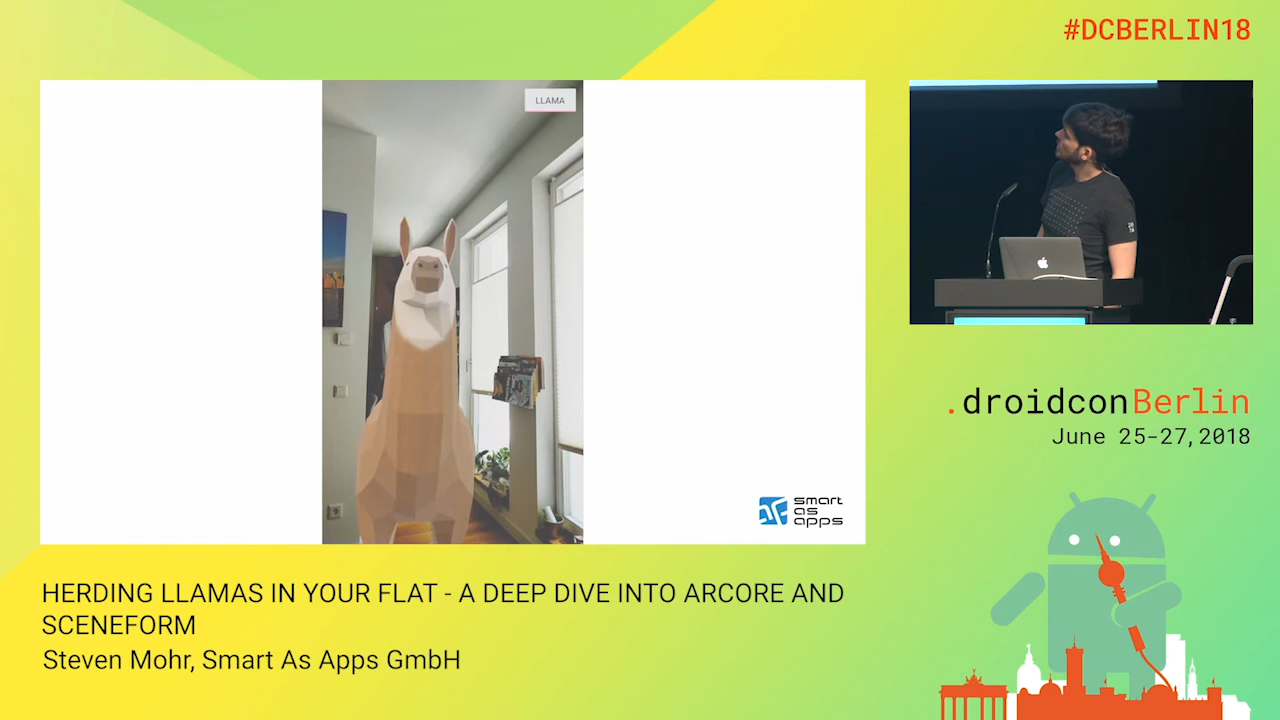 #DCBERLIN18
LLAMA
smart
as
apps
.droidconBerlin
June 25-27, 2018
HERDING LLAMAS IN YOUR FLAT - A DEEP DIVE INTO ARCORE AND
SCENEFORM
Steven Mohr, Smart As Apps GmbH